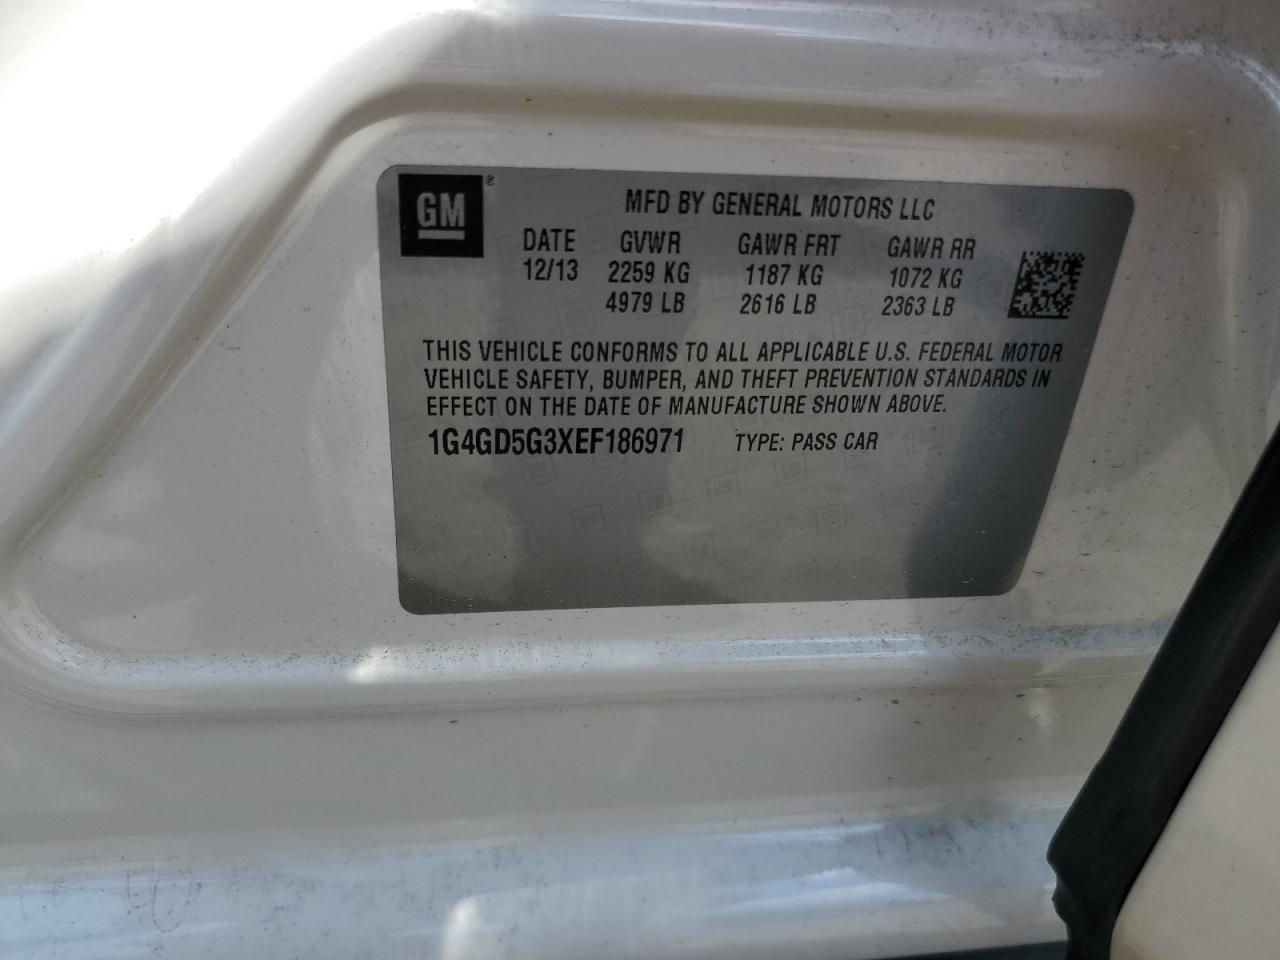 GM®
MFD BY GENERAL MOTORS LLC
DATE GVWR GAWR FRT GAWR RR
12/13 2259 KG 1187 KG 1072 KG
4979 LB 2616 LB 2363 LB
THIS VEHICLE CONFORMS TO ALL APPLICABLE U.S. FEDERAL MOTOR
VEHICLE SAFETY, BUMPER, AND THEFT PREVENTION STANDARDS IN
EFFECT ON THE DATE OF MANUFACTURE SHOWN ABOVE.
1G4GD5G3XEF186971 TYPE: PASS CAR